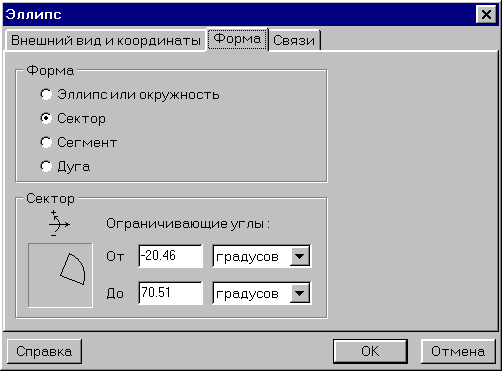 Эллипс
Внешний вид и координаты Форма Связи
Форма
Эллипс или окружность
Сектор
Сегмент
Дуга
Сектор
+
−
Ограничивающие углы :
От -20.46 градусов
До 70.51 градусов
Справка OK Отмена